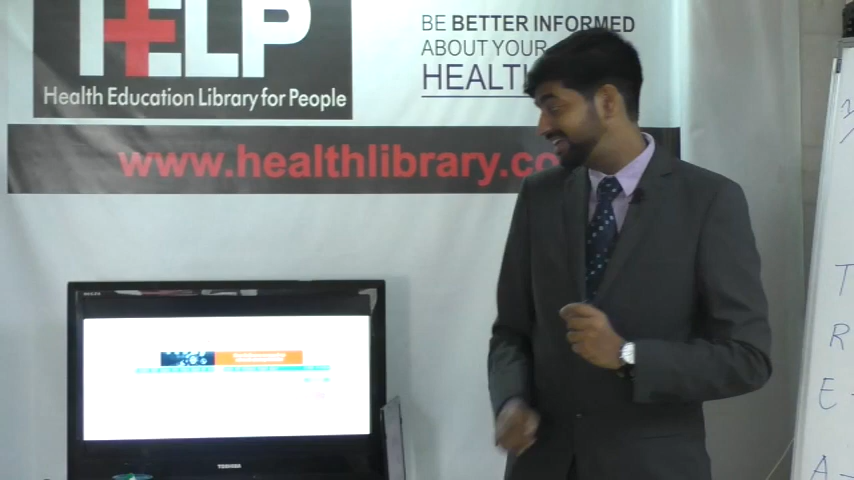 HELP
Health Education Library for People
BE BETTER INFORMED
ABOUT YOUR
HEALTH
www.healthlibrary.co
TOSHIBA
T
R
E -
A -